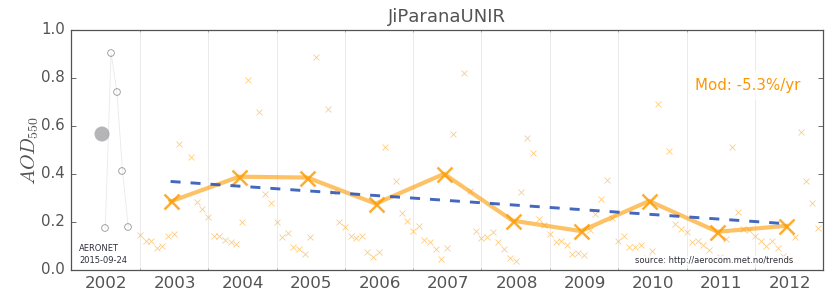 JiParanaUNIR
1.0
0.8
0.6
0.4
0.2
0.0
AOD550
Mod: -5.3%/yr
AERONET
2015-09-24
source: http://aerocom.met.no/trends
2002 2003 2004 2005 2006 2007 2008 2009 2010 2011 2012